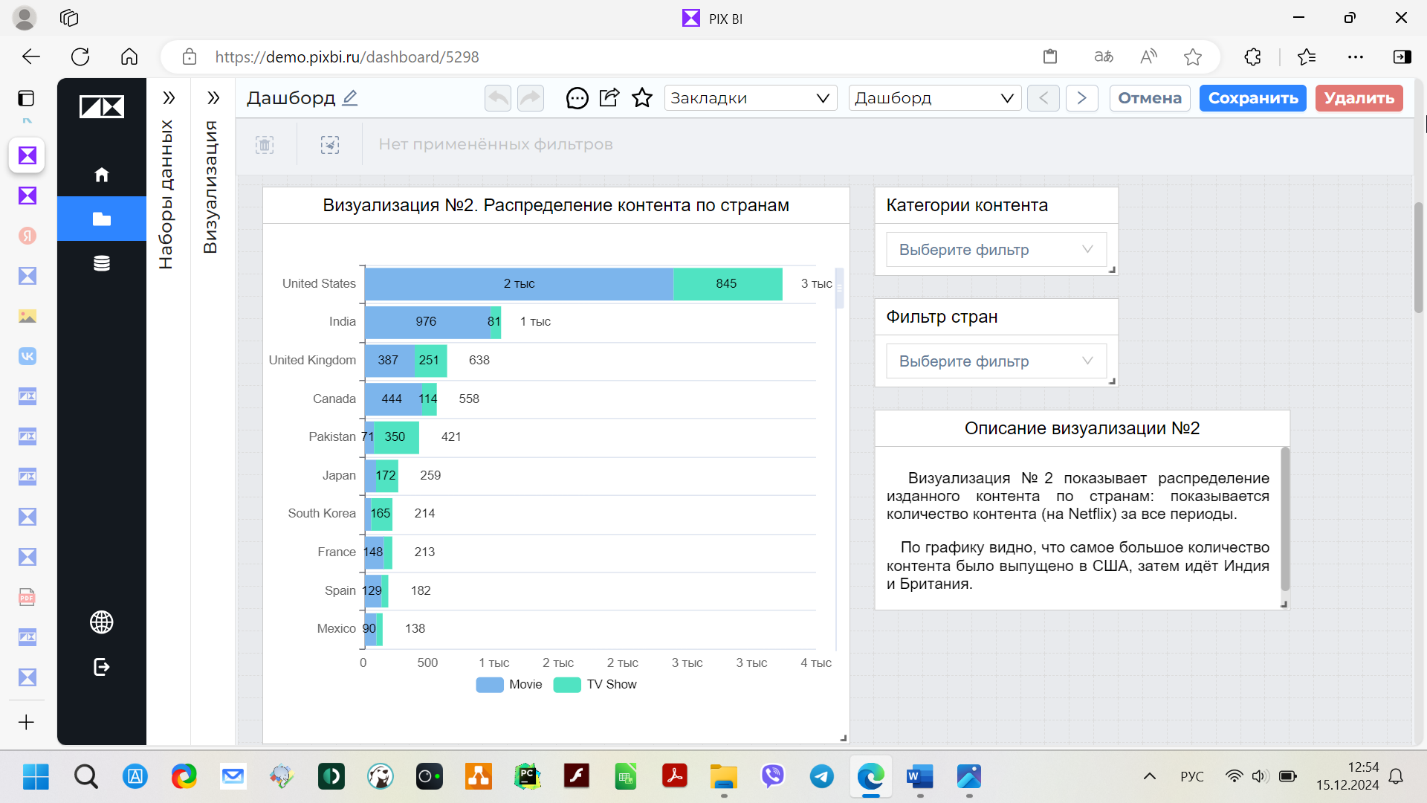 PIX BI
https://demo.pixbi.ru/dashboard/5298
Дашборд
Закладки
Дашборд
Отмена
Сохранить
Удалить
Наборы данных
Визуализация
Нет применённых фильтров
Визуализация №2. Распределение контента по странам
United States 2 тыс 845 3 тыс
India 976 81 1 тыс
United Kingdom 387 251 638
Canada 444 114 558
Pakistan 71 350 421
Japan 172 259
South Korea 165 214
France 148 213
Spain 129 182
Mexico 90 138
0 500 1 тыс 2 тыс 2 тыс 3 тыс 3 тыс 4 тыс
Movie TV Show
Категории контента
Выберите фильтр
Фильтр стран
Выберите фильтр
Описание визуализации №2
Визуализация № 2 показывает распределение
изданного контента по странам: показывается
количество контента (на Netflix) за все периоды.
По графику видно, что самое большое количество
контента было выпущено в США, затем идёт Индия
и Британия.
РУС
12:54
15.12.2024